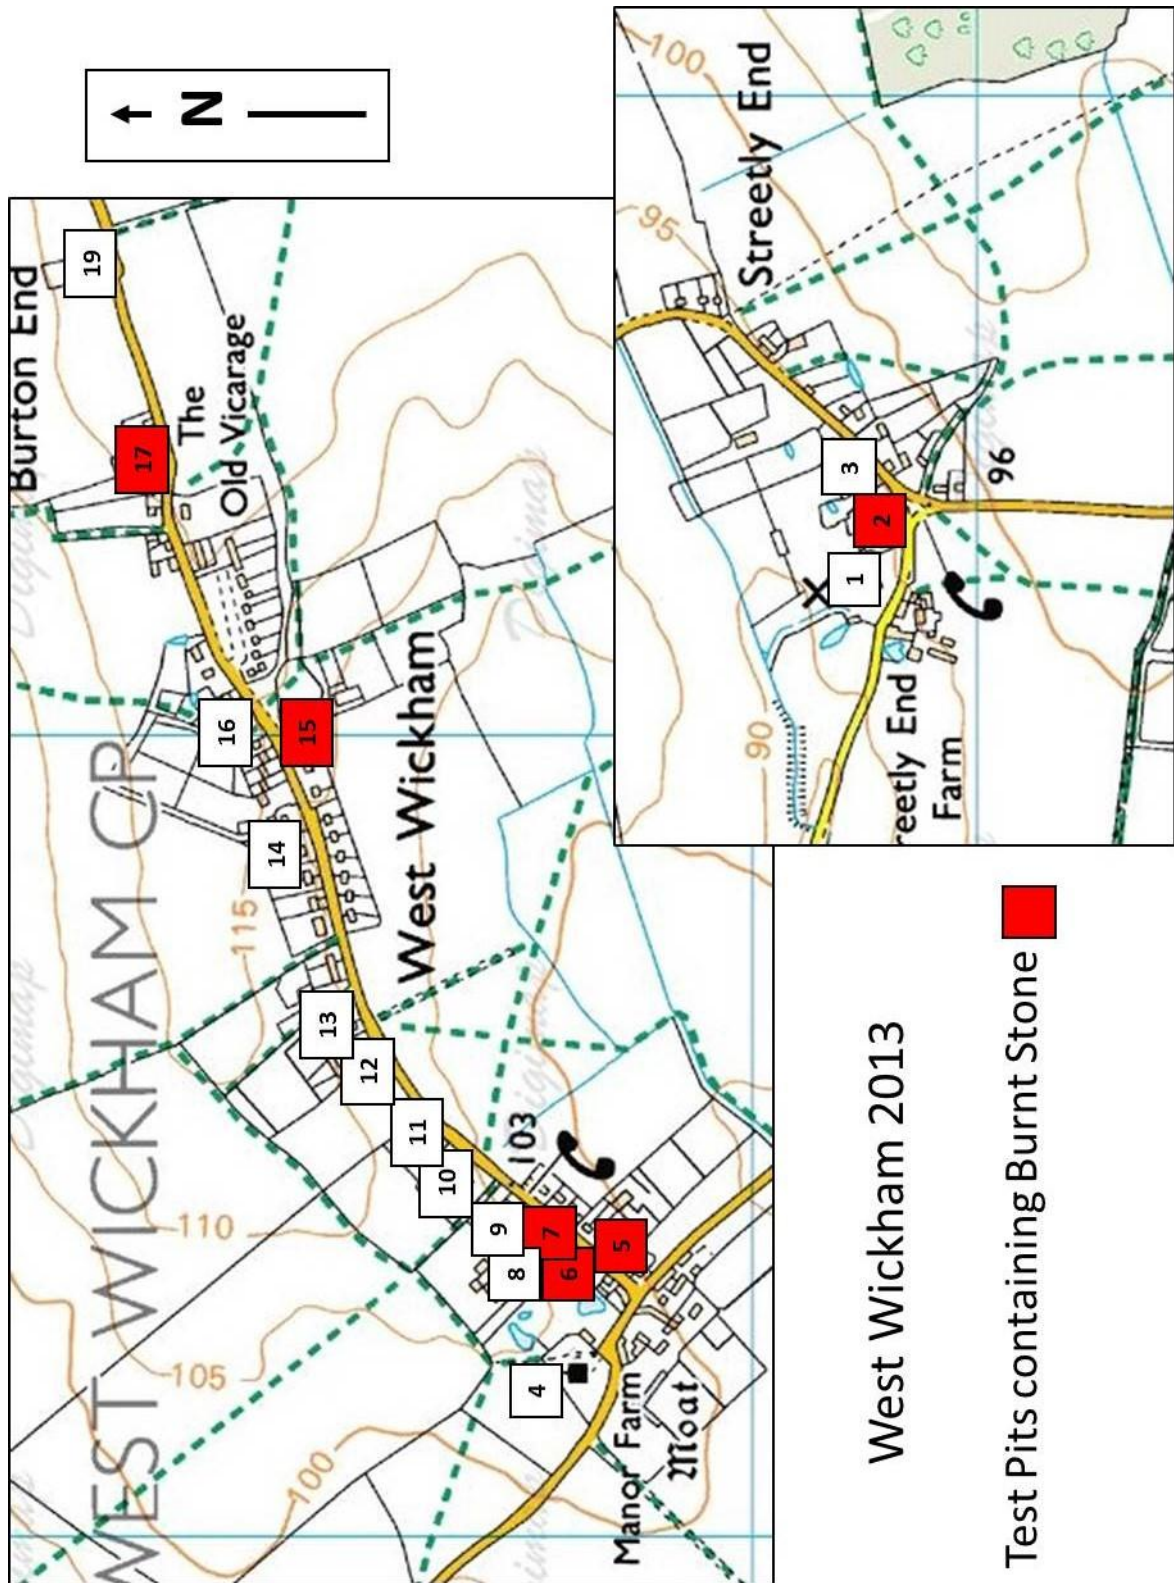 N
Burton End
19
17
The
Old Vicarage
16
15
14
WEST WICKHAM CP
115
West Wickham
13
12
11
10
110
103
9
8
7
6
5
105
4
100
Manor Farm
Moat
100
95
Streetly End
3
2
1
96
90
reetly End
Farm
Digimap
West Wickham 2013
Test Pits containing Burnt Stone